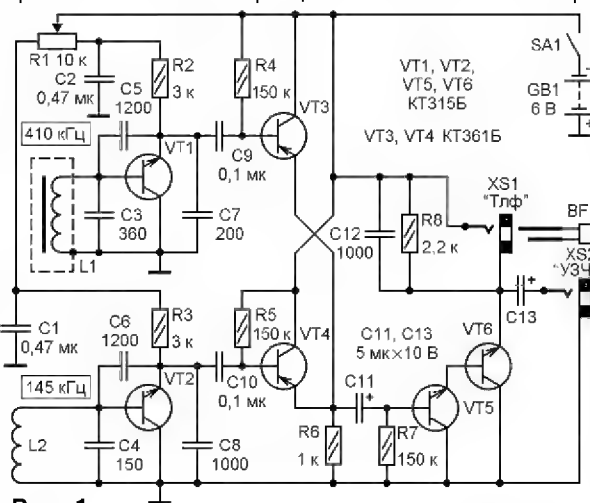 R1 10 к
C2
0,47 мк
C5
1200
R2
3 к
R4
150 к
VT3
VT1, VT2,
VT5, VT6
КТ315Б
VT3, VT4 КТ361Б
SA1
GB1
6 В
+
410 кГц
VT1
C9
0,1 мк
C3
360
C7
200
L1
C12
1000
R8
2,2 к
XS1
"Тлф"
BF
XS2
"УЗЧ
C13
+
C1
0,47 мк
C6
1200
R3
3 к
R5
150 к
VT4
C11, C13
5 мк×10 В
VT6
145 кГц
VT2
C10
0,1 мк
C11
+
VT5
L2
C4
150
C8
1000
R6
1 к
R7
150 к